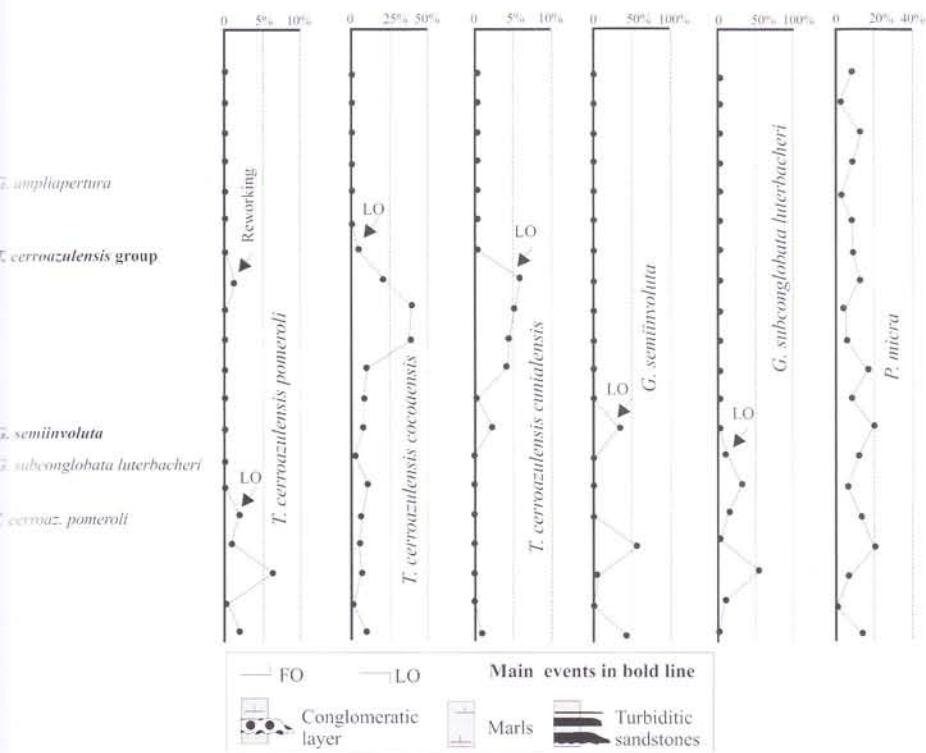 0 5% 10%
0 25% 50%
0 5% 10%
0 50% 100%
0 50% 100%
0 20% 40%
G. ampliapertura
T. cerroazulensis group
G. semiinvoluta
G. subconglobata luterbacheri
T. cerroaz. pomeroli
Reworking
LO
T. cerroazulensis pomeroli
LO
T. cerroazulensis cocoaensis
LO
T. cerroazulensis cunialensis
LO
G. semiinvoluta
LO
G. subconglobata luterbacheri
P. micra
FO LO Main events in bold line
Conglomeratic
layer
Marls
Turbiditic
sandstones